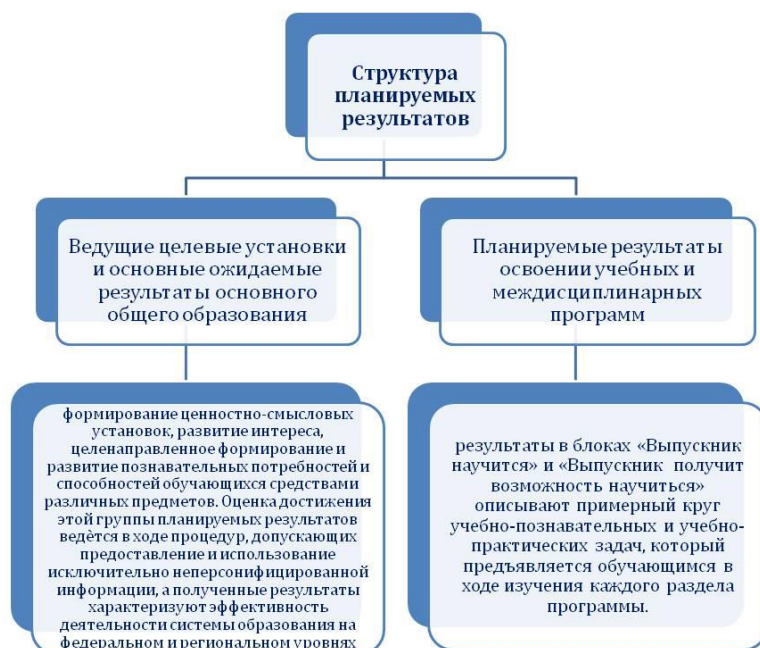 Структура
планируемых
результатов
Ведущие целевые установки
и основные ожидаемые
результаты основного
общего образования
Планируемые результаты
освоении учебных и
междисциплинарных
программ
формирование ценностно-смысловых
установок, развитие интереса,
целенаправленное формирование и
развитие познавательных потребностей и
способностей обучающихся средствами
различных предметов. Оценка достижения
этой группы планируемых результатов
ведѐтся в ходе процедур, допускающих
предоставление и использование
исключительно неперсонифицированной
информации, а полученные результаты
характеризуют эффективность
деятельности системы образования на
федеральном и региональном уровнях
результаты в блоках «Выпускник
научится» и «Выпускник получит
возможность научиться»
описывают примерный круг
учебно-познавательных и учебно-
практических задач, который
предъявляется обучающимся в
ходе изучения каждого раздела
программы.